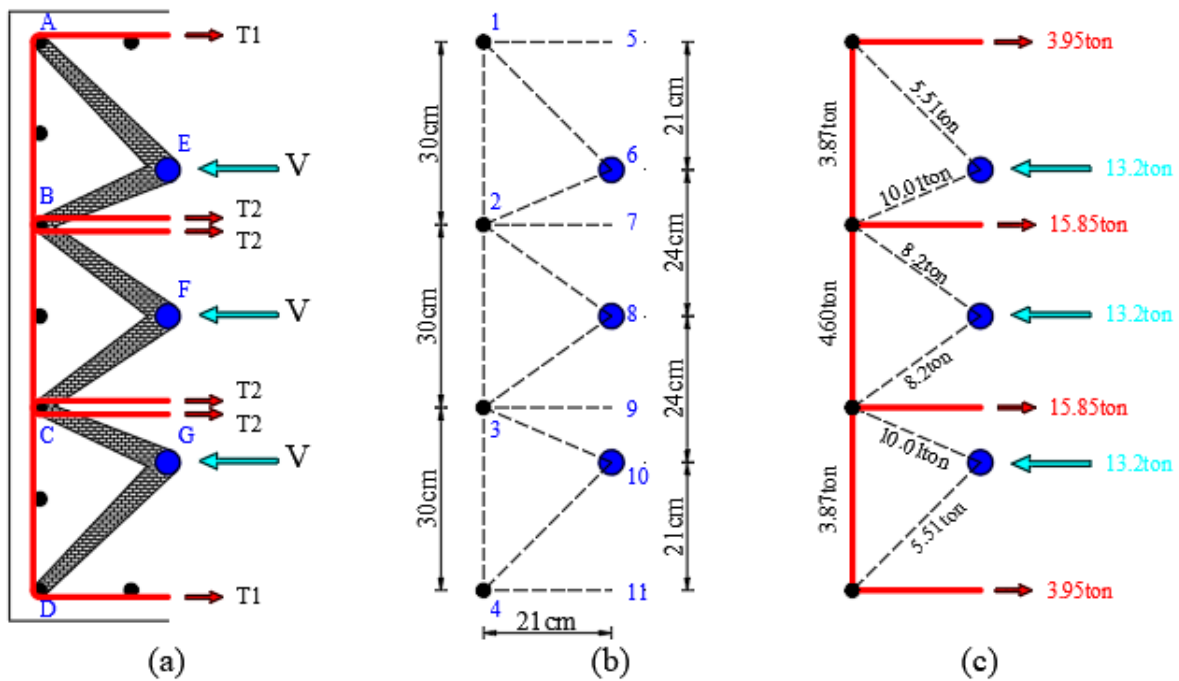 A
T1
E
V
B
T2
T2
F
V
T2
T2
C
G
V
T1
D
(a)
1
5
30cm
21cm
6
2
7
30cm
24cm
8
24cm
3
9
10
30cm
21cm
4
11
21cm
(b)
3.95ton
5.51ton
3.87ton
13.2ton
10.01ton
15.85ton
8.2ton
4.60ton
13.2ton
8.2ton
15.85ton
10.01ton
13.2ton
3.87ton
5.51ton
3.95ton
(c)